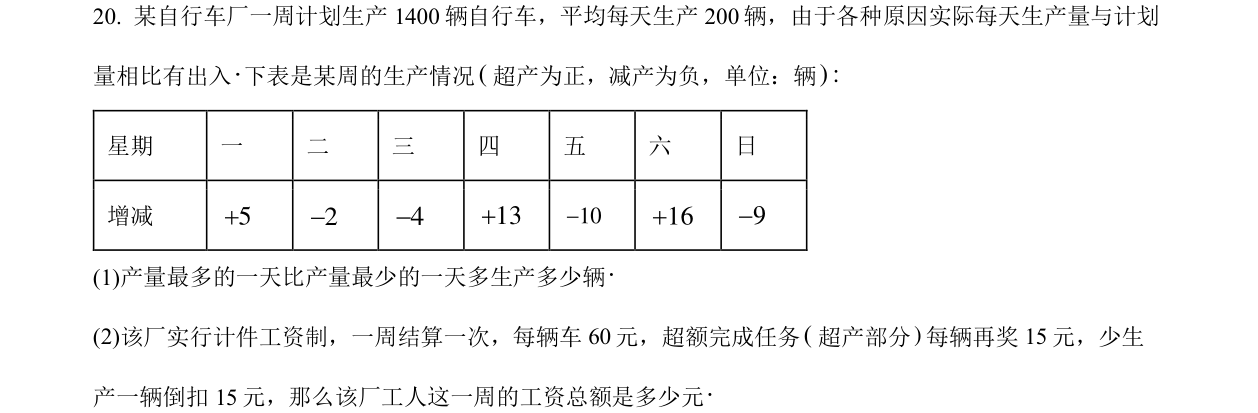 20. 某自行车厂一周计划生产 1400 辆自行车，平均每天生产 200 辆，由于各种原因实际每天生产量与计划
量相比有出入·下表是某周的生产情况( 超产为正，减产为负，单位：辆)：
星期 一 二 三 四 五 六 日
增减 +5 −2 −4 +13 −10 +16 −9
(1)产量最多的一天比产量最少的一天多生产多少辆·
(2)该厂实行计件工资制，一周结算一次，每辆车 60 元，超额完成任务( 超产部分)每辆再奖 15 元，少生
产一辆倒扣 15 元，那么该厂工人这一周的工资总额是多少元·